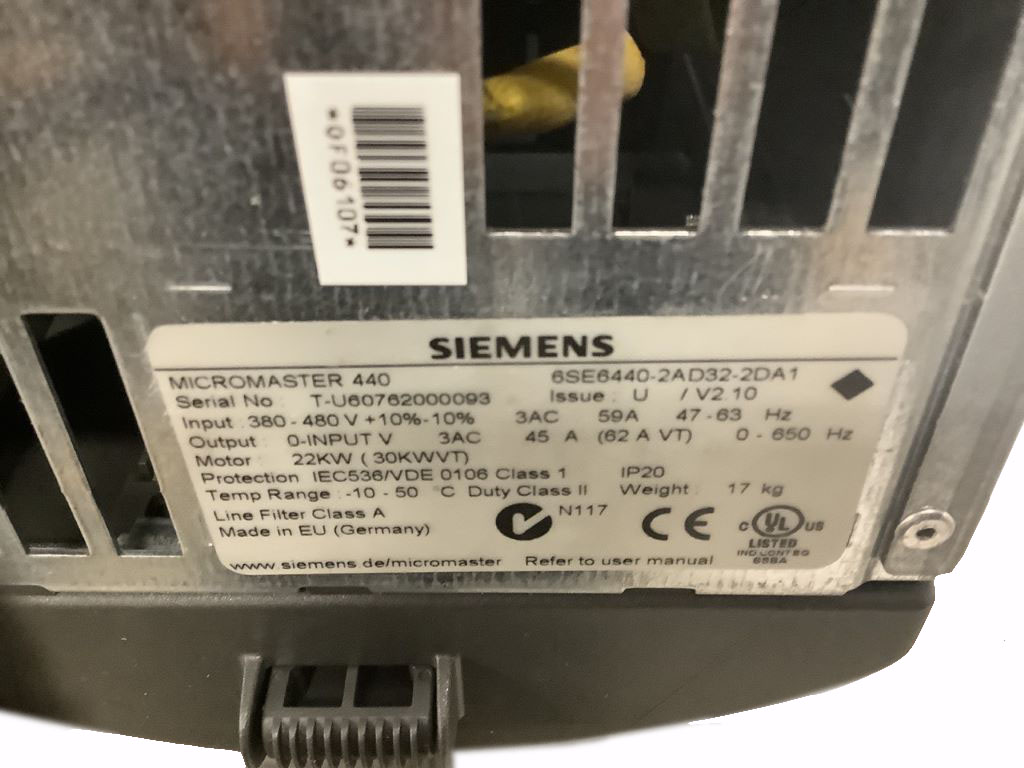 *0F06107*
SIEMENS
MICROMASTER 440 6SE6440-2AD32-2DA1
Serial No : T-U60762000093 Issue : U / V2.10
Input : 380 - 480 V +10%-10% 3AC 59A 47 - 63 Hz
Output : 0-INPUT V 3AC 45 A (62 A VT) 0 - 650 Hz
Motor : 22KW ( 30KWVT)
Protection IEC536/VDE 0106 Class 1 IP20
Temp Range : -10 - 50 °C Duty Class II Weight : 17 kg
Line Filter Class A N117 CE C UL US
Made in EU (Germany) LISTED
IND CONT EQ
68BA
www.siemens.de/micromaster Refer to user manual